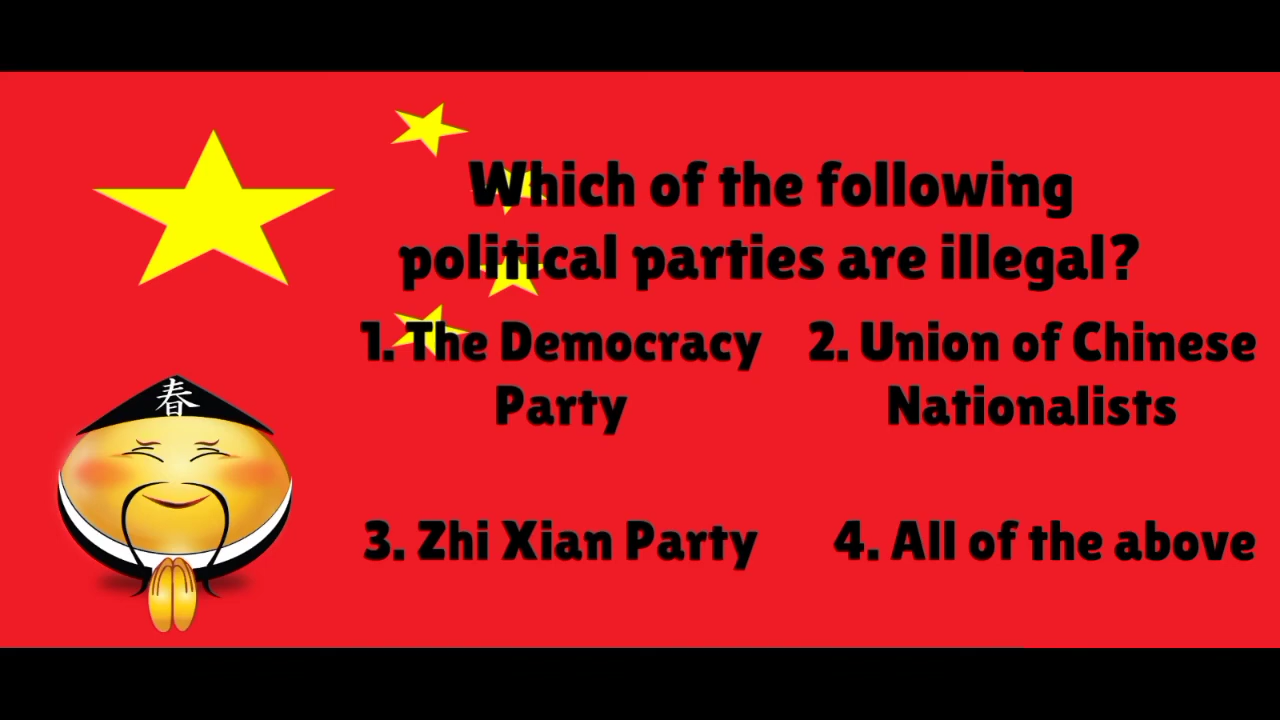 春
Which of the following
political parties are illegal?
1. The Democracy
Party
2. Union of Chinese
Nationalists
3. Zhi Xian Party
4. All of the above